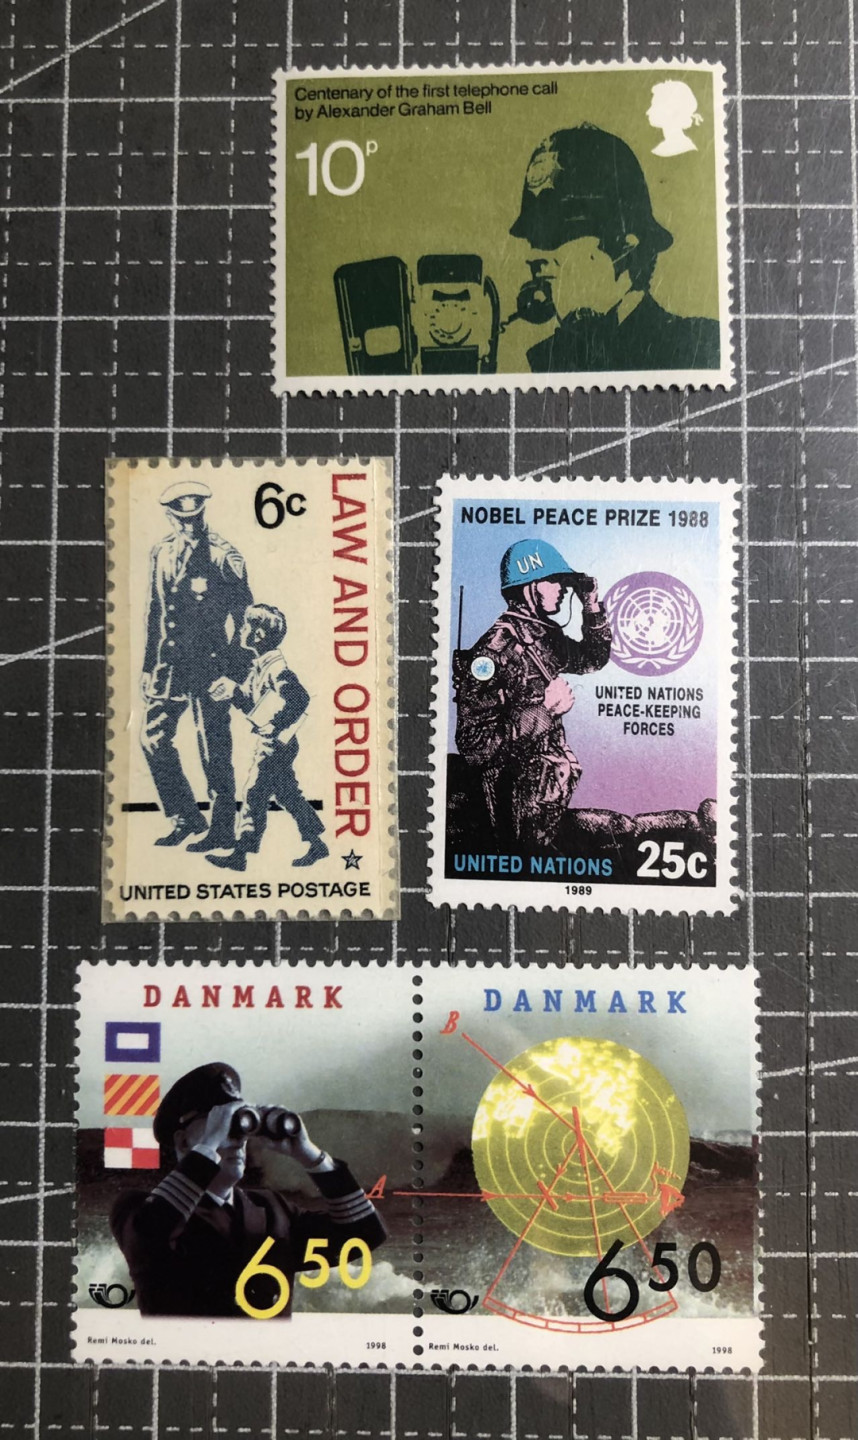 Centenary of the first telephone call
by Alexander Graham Bell
10p
6c
LAW AND ORDER
UNITED STATES POSTAGE
NOBEL PEACE PRIZE 1988
UN
UNITED NATIONS
PEACE-KEEPING
FORCES
UNITED NATIONS 25c
1989
DANMARK
650
Remi Mosko del. 1998
DANMARK
B
A
650
Remi Mosko del. 1998